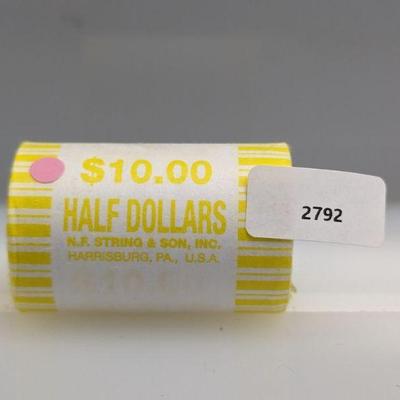 $10.00
HALF DOLLARS
N.F. STRING & SON, INC.
HARRISBURG, PA., U.S.A.
2792